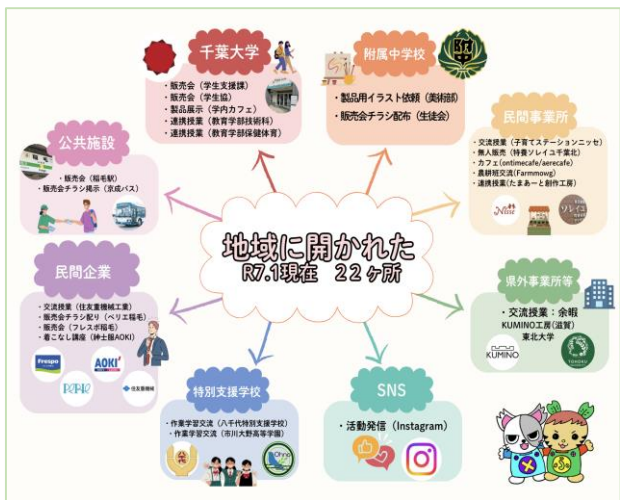 千葉大学
・販売会（学生支援課）
・販売会（学生協）
・製品展示（学内カフェ）
・連携授業（教育学部技術科）
・連携授業（教育学部保健体育）
附属中学校
・製品用イラスト依頼（美術部）
・販売会チラシ配布（生徒会）
公共施設
・販売会（稲毛駅）
・販売会チラシ掲示（京成バス）
民間事業所
・交流授業（子育てステーションニッセ）
・無人販売（特養ソレイユ千葉北）
・カフェ（ontimecafe/aerecafe）
・農耕班交流（Farmmowg）
・連携授業（たまあーと創作工房）
Nisse
ソレイユ
地域に開かれた
R7.1現在　２２ヶ所
民間企業
・交流授業（住友重機械工業）
・販売会チラシ配り（ペリエ稲毛）
・販売会（フレスポ稲毛）
・着こなし講座（紳士服AOKI）
Frespo
AOKI
PERIE
住友重機械
県外事業所等
・交流授業：余暇
KUMINO工房(滋賀)
東北大学
KUMINO
TOHOKU
特別支援学校
・作業学習交流（八千代特別支援学校）
・作業学習交流（市川大野高等学園）
Ohno
SNS
・活動発信（Instagram）